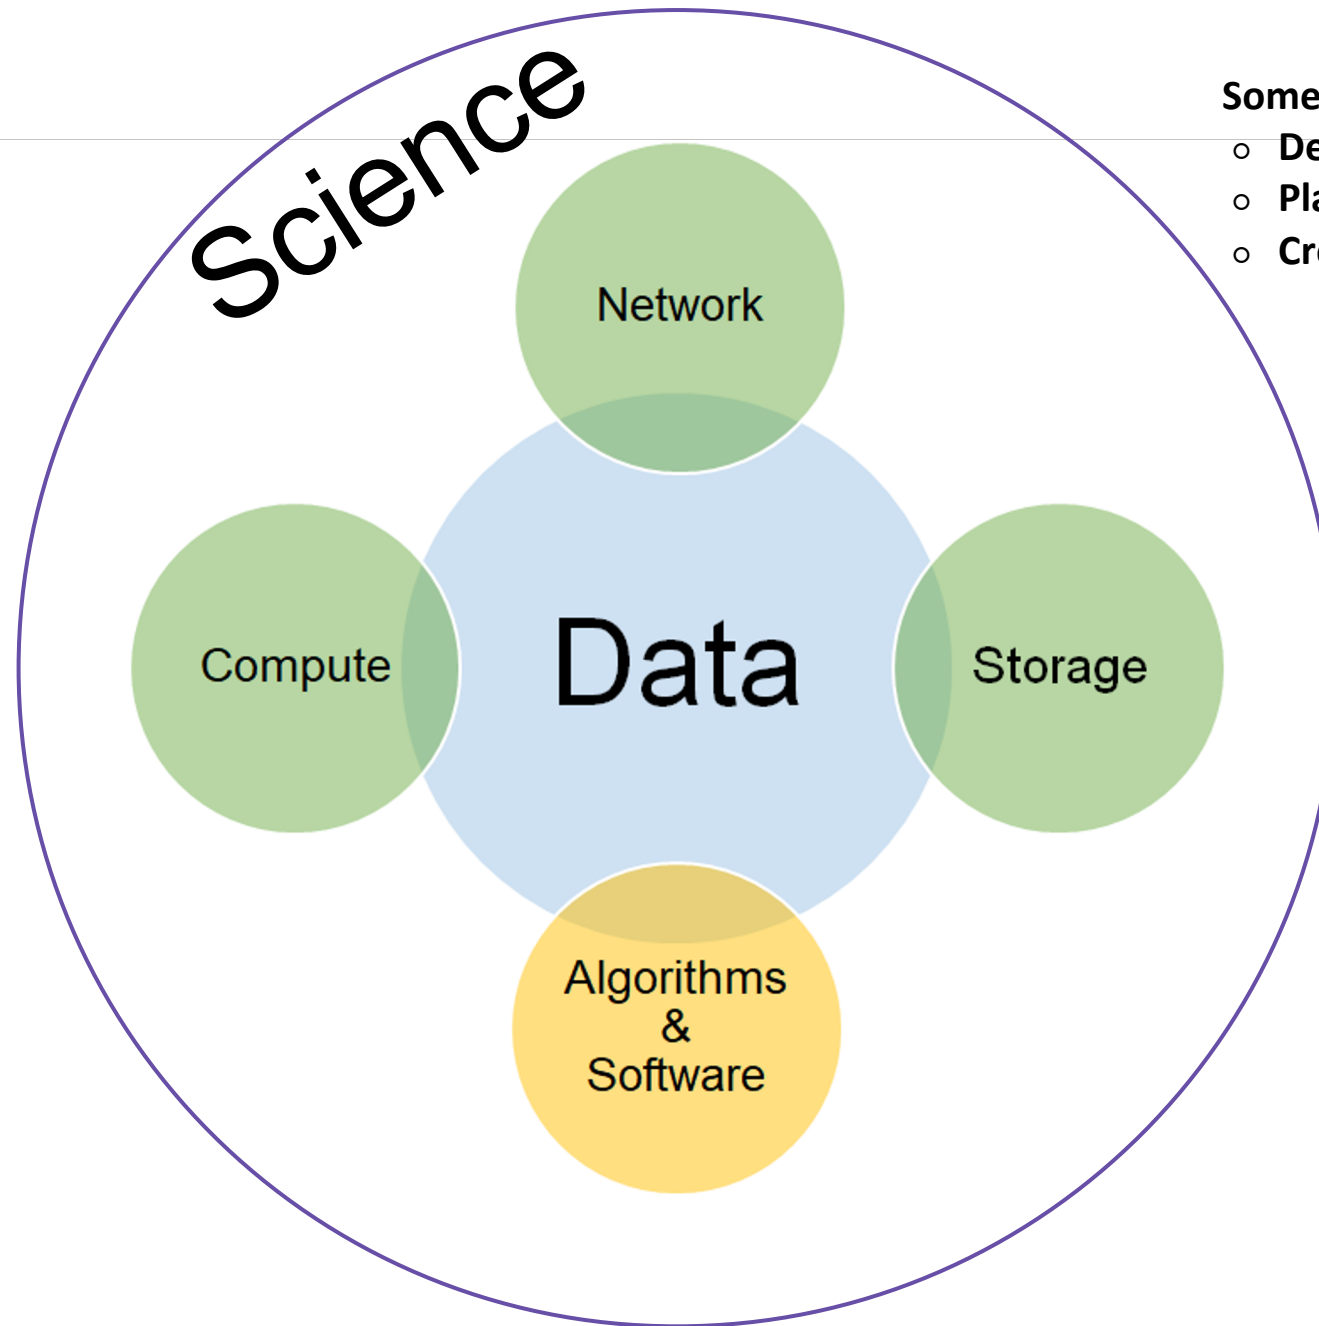 Science
Some
Network
Compute
Data
Storage
Algorithms
&
Software